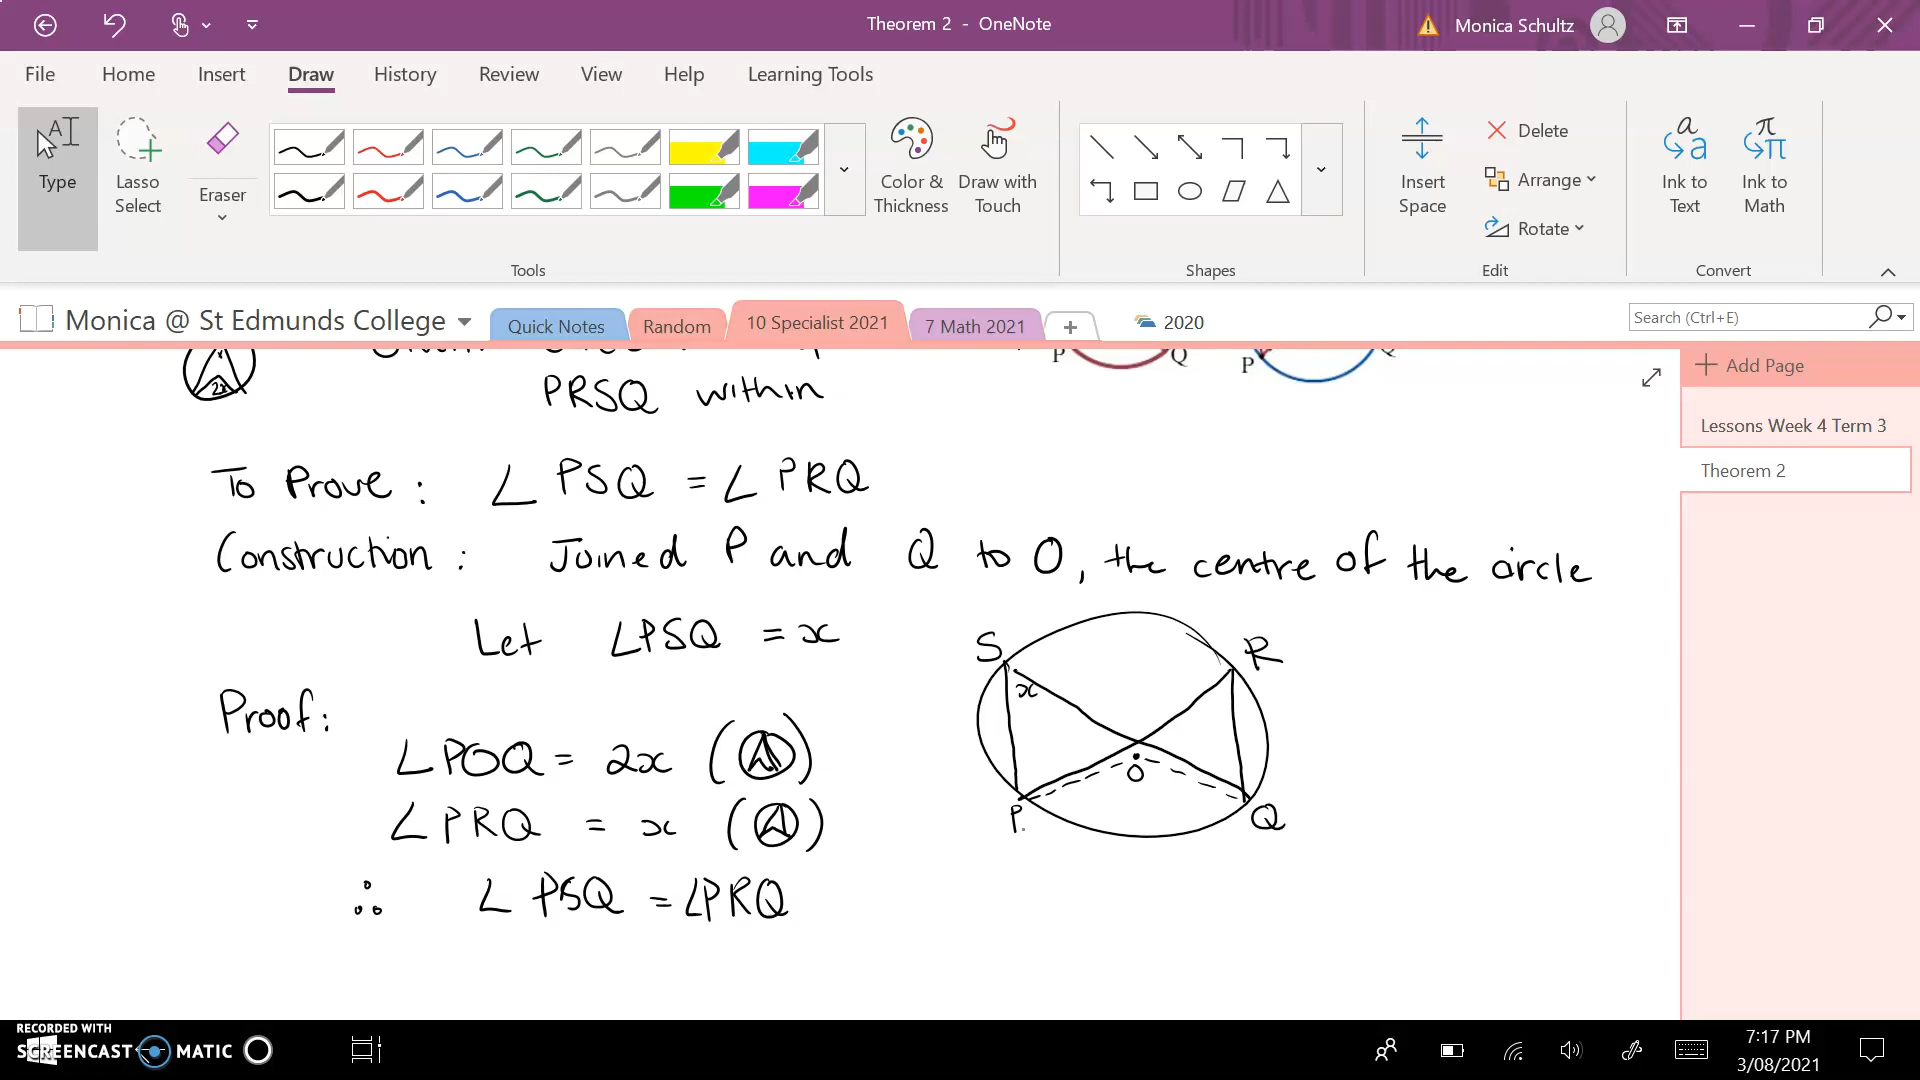 Theorem 2 - OneNote
Monica Schultz
File Home Insert Draw History Review View Help Learning Tools
Type
Lasso Select
Eraser
Color & Thickness
Draw with Touch
Insert Space
Delete
Arrange
Rotate
Ink to Text
Ink to Math
Tools
Shapes
Edit
Convert
Monica @ St Edmunds College
Quick Notes
Random
10 Specialist 2021
7 Math 2021
2020
Search (Ctrl+E)
Add Page
Lessons Week 4 Term 3
Theorem 2
2x
P Q
P
PRSQ within
To Prove : ∠ PSQ = ∠ PRQ
Construction : Joined P and Q to O, the centre of the circle
Let ∠PSQ = x
S R
x
O
P Q
Proof:
∠POQ = 2x
∠PRQ = x
∴ ∠ PSQ = ∠PRQ
RECORDED WITH
SCREENCAST MATIC
7:17 PM
3/08/2021